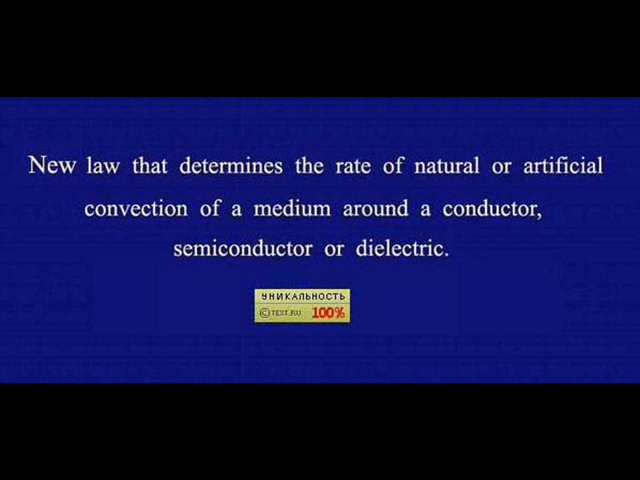 New law that determines the rate of natural or artificial
convection of a medium around a conductor,
semiconductor or dielectric.
УНИКАЛЬНОСТЬ
©TEXT.RU 100%